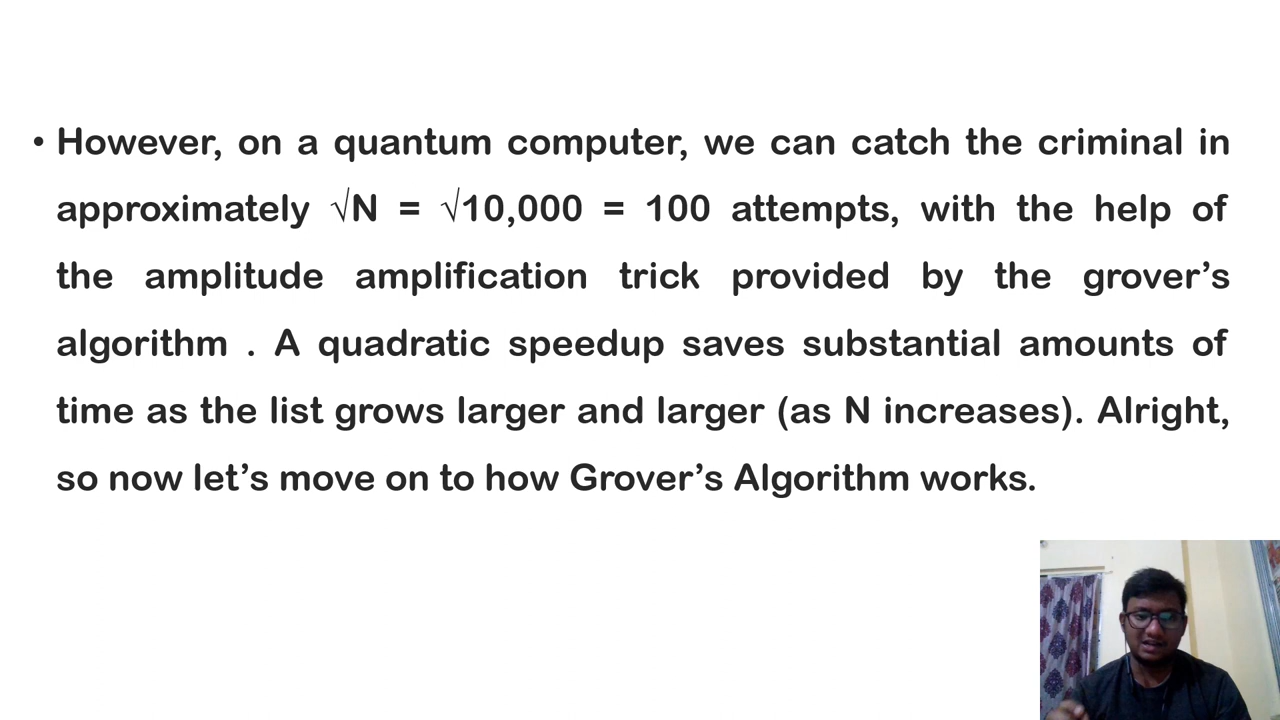 • However, on a quantum computer, we can catch the criminal in
approximately √N = √10,000 = 100 attempts, with the help of
the amplitude amplification trick provided by the grover’s
algorithm . A quadratic speedup saves substantial amounts of
time as the list grows larger and larger (as N increases). Alright,
so now let’s move on to how Grover’s Algorithm works.